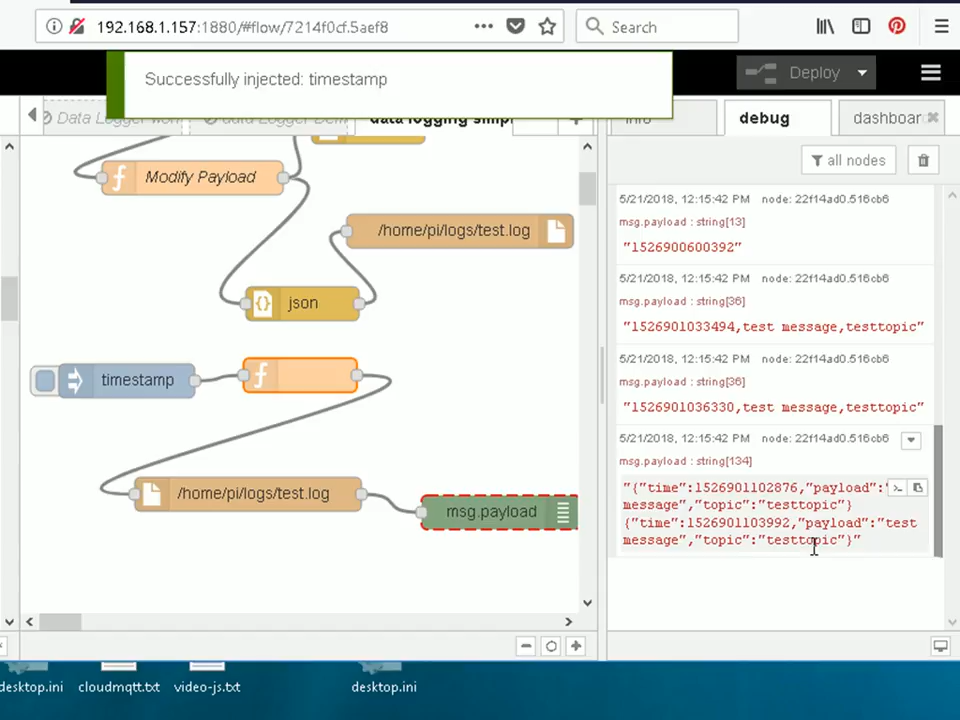 192.168.1.157:1880/#flow/7214f0cf.5aef8
Search
Successfully injected: timestamp
Deploy
Data Logger
data logging simpl
info
debug
dashboar
all nodes
Modify Payload
/home/pi/logs/test.log
json
timestamp
/home/pi/logs/test.log
msg.payload
5/21/2018, 12:15:42 PM node: 22f14ad0.516cb6
msg.payload : string[13]
"1526900600392"
5/21/2018, 12:15:42 PM node: 22f14ad0.516cb6
msg.payload : string[36]
"1526901033494,test message,testtopic"
5/21/2018, 12:15:42 PM node: 22f14ad0.516cb6
msg.payload : string[36]
"1526901036330,test message,testtopic"
5/21/2018, 12:15:42 PM node: 22f14ad0.516cb6
msg.payload : string[134]
"{"time":1526901102876,"payload":"
message","topic":"testtopic"}
{"time":1526901103992,"payload":"test
message","topic":"testtopic"}"
desktop.ini
cloudmqtt.txt
video-js.txt
desktop.ini